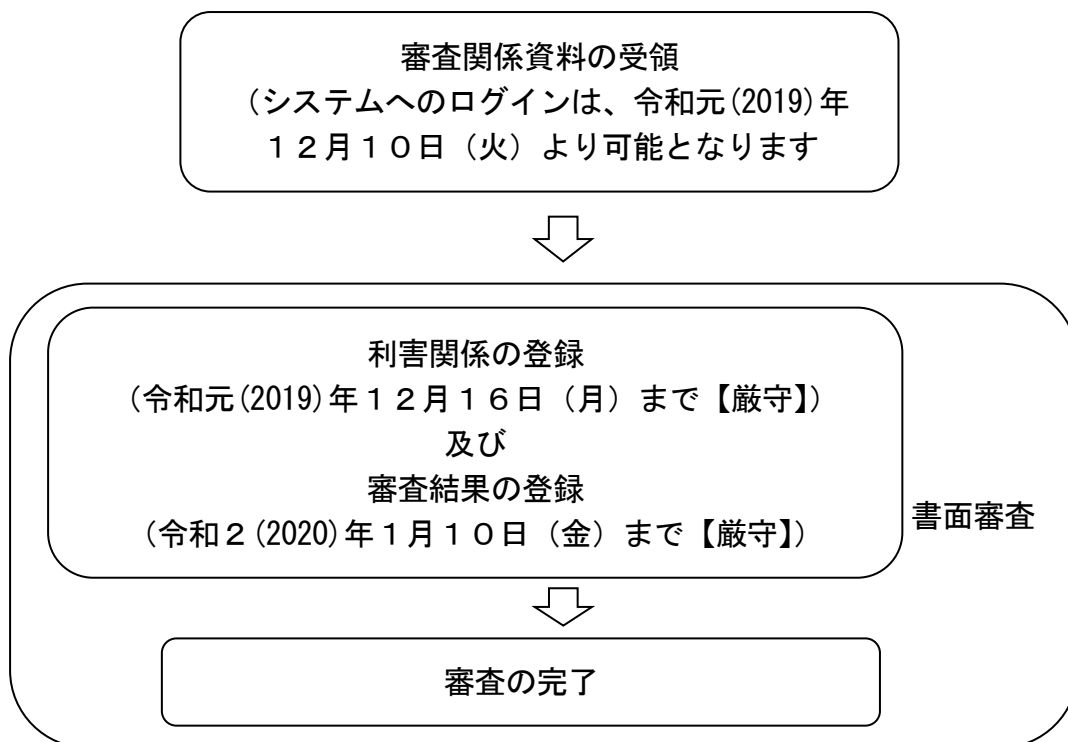 審査関係資料の受領
（システムへのログインは、令和元(2019)年
１２月１０日（火）より可能となります
利害関係の登録
（令和元(2019)年１２月１６日（月）まで【厳守】）
及び
審査結果の登録
（令和２(2020)年１月１０日（金）まで【厳守】）
書面審査
審査の完了